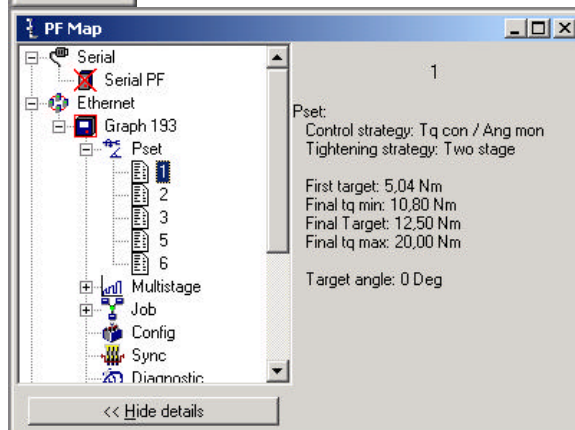 PF Map
Serial
Serial PF
Ethernet
Graph 193
Pset
1
2
3
5
6
Multistage
Job
Config
Sync
Diagnostic
<< Hide details
1
Pset:
Control strategy: Tq con / Ang mon
Tightening strategy: Two stage
First target: 5,04 Nm
Final tq min: 10,80 Nm
Final Target: 12,50 Nm
Final tq max: 20,00 Nm
Target angle: 0 Deg